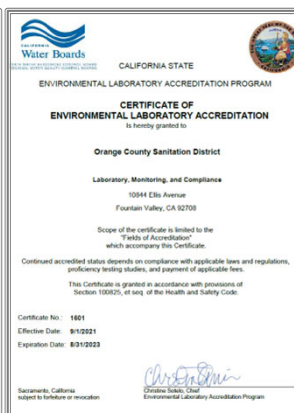 CALIFORNIA
Water Boards
CALIFORNIA STATE
ENVIRONMENTAL LABORATORY ACCREDITATION PROGRAM
CERTIFICATE OF
ENVIRONMENTAL LABORATORY ACCREDITATION
Is hereby granted to
Orange County Sanitation District
Laboratory, Monitoring, and Compliance
10844 Ellis Avenue
Fountain Valley, CA 92708
Scope of the certificate is limited to the
"Fields of Accreditation"
which accompany this Certificate.
Continued accredited status depends on compliance with applicable laws and regulations,
proficiency testing studies, and payment of applicable fees.
This Certificate is granted in accordance with provisions of
Section 100825, et seq. of the Health and Safety Code.
Certificate No.: 1601
Effective Date: 9/1/2021
Expiration Date: 8/31/2023
Sacramento, California
subject to forfeiture or revocation
Christine Sotelo, Chief
Environmental Laboratory Accreditation Program